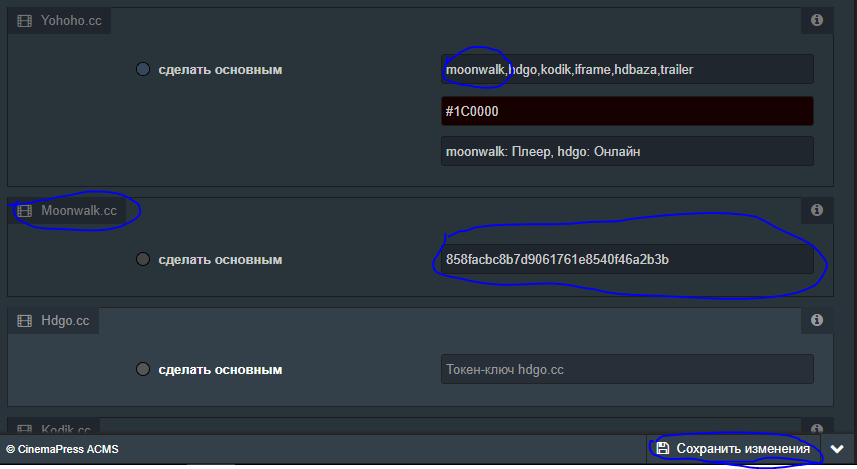 Yohoho.cc
сделать основным
moonwalk,hdgo,kodik,iframe,hdbaza,trailer
#1C0000
moonwalk: Плеер, hdgo: Онлайн
Moonwalk.cc
сделать основным
858facbc8b7d9061761e8540f46a2b3b
Hdgo.cc
сделать основным
Токен-ключ hdgo.cc
Kodik.cc
© CinemaPress ACMS
Сохранить изменения